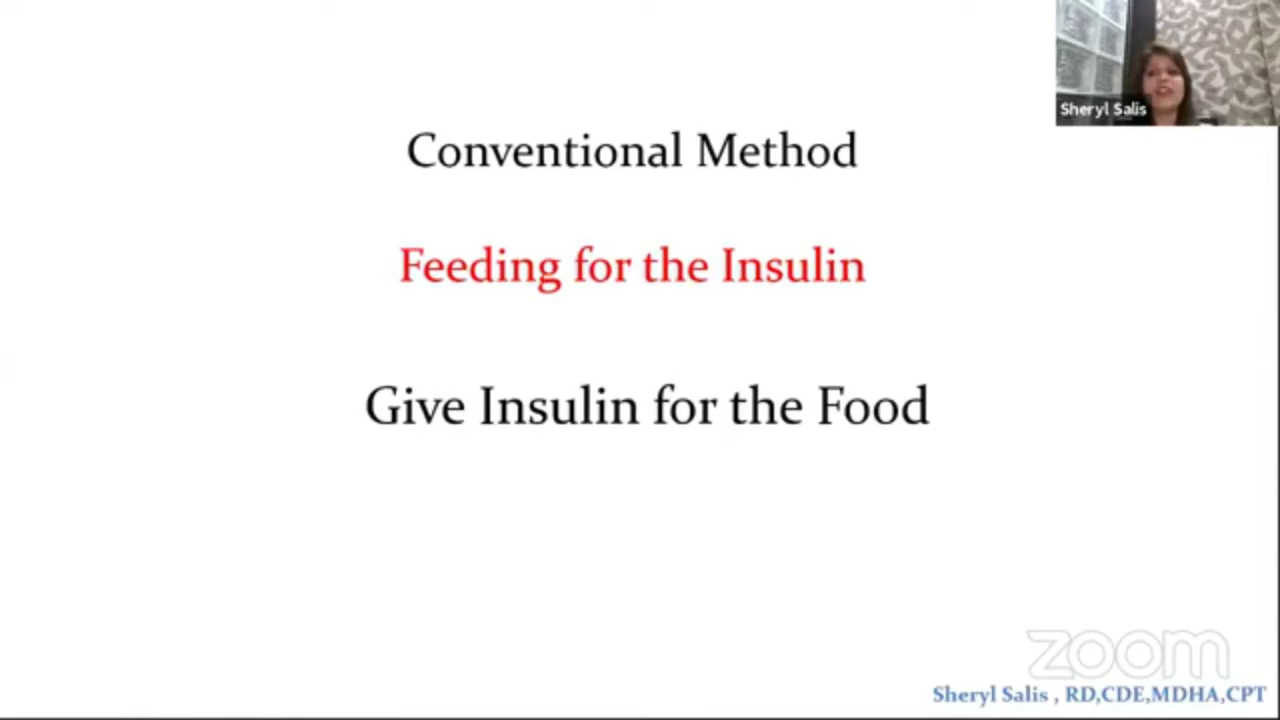 Sheryl Salis
Conventional Method
Feeding for the Insulin
Give Insulin for the Food
zoom
Sheryl Salis , RD,CDE,MDHA,CPT